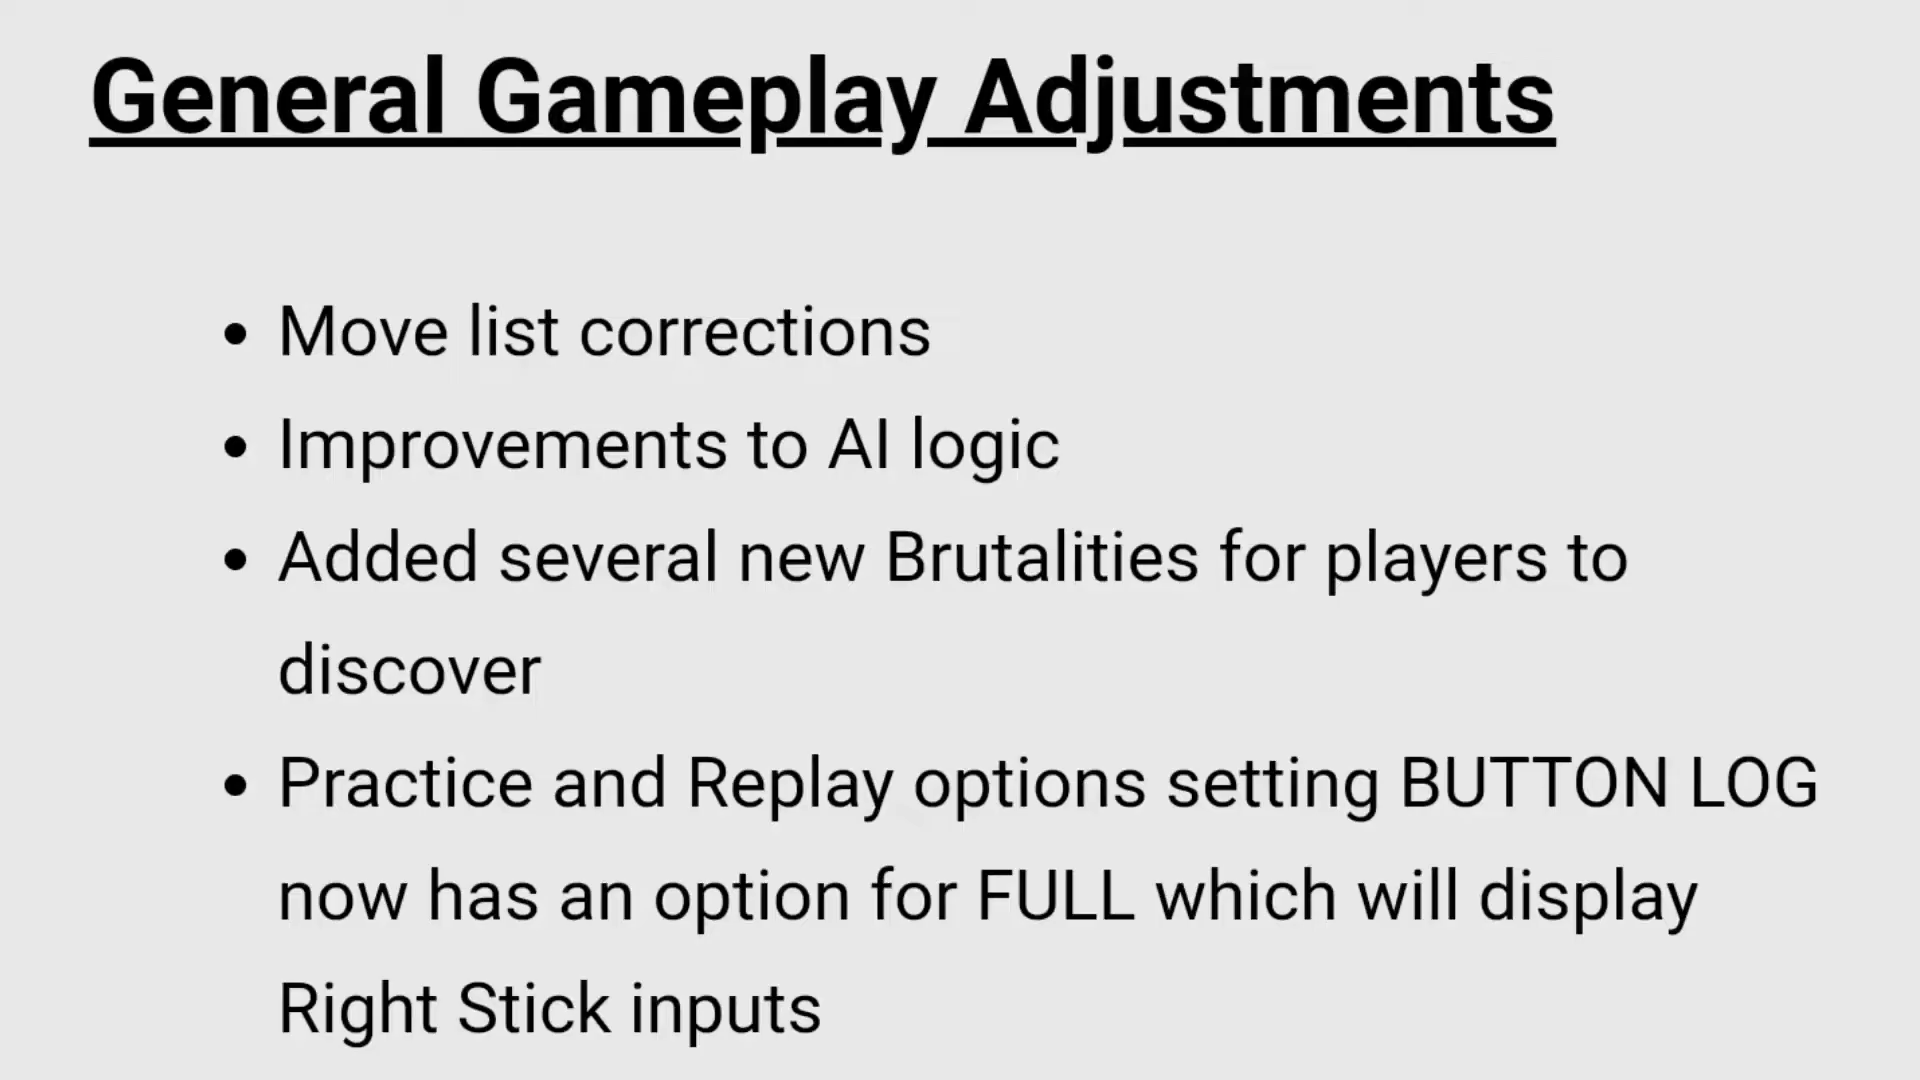 General Gameplay Adjustments
• Move list corrections
• Improvements to AI logic
• Added several new Brutalities for players to
discover
• Practice and Replay options setting BUTTON LOG
now has an option for FULL which will display
Right Stick inputs